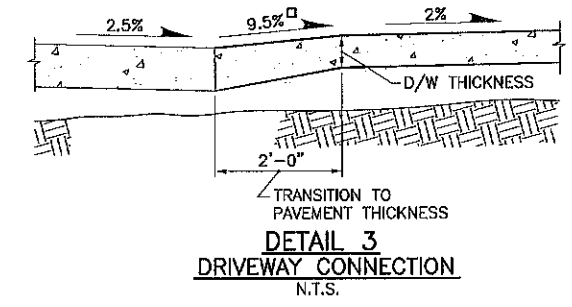 2.5%
9.5%□
2%
D/W THICKNESS
2'-0"
TRANSITION TO
PAVEMENT THICKNESS
DETAIL 3
DRIVEWAY CONNECTION
N.T.S.